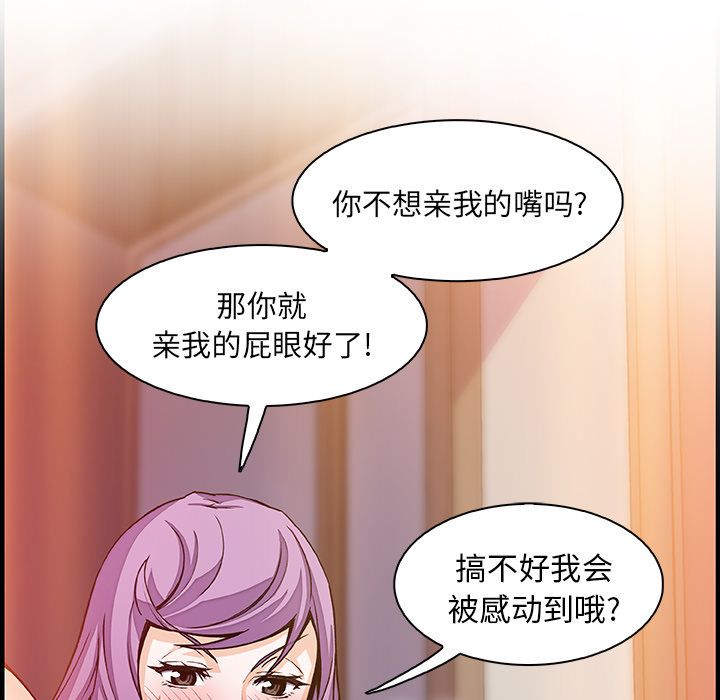 你不想亲我的嘴吗?
那你就
亲我的屁眼好了!
搞不好我会
被感动到哦?